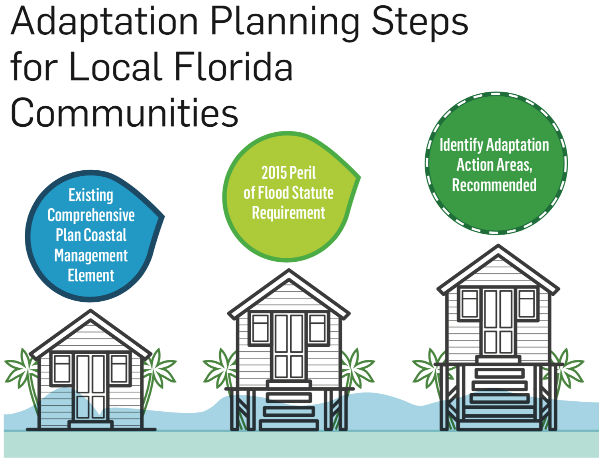 Adaptation Planning Steps
for Local Florida
Communities
Existing
Comprehensive
Plan Coastal
Management
Element
2015 Peril
of Flood Statute
Requirement
Identify Adaptation
Action Areas,
Recommended